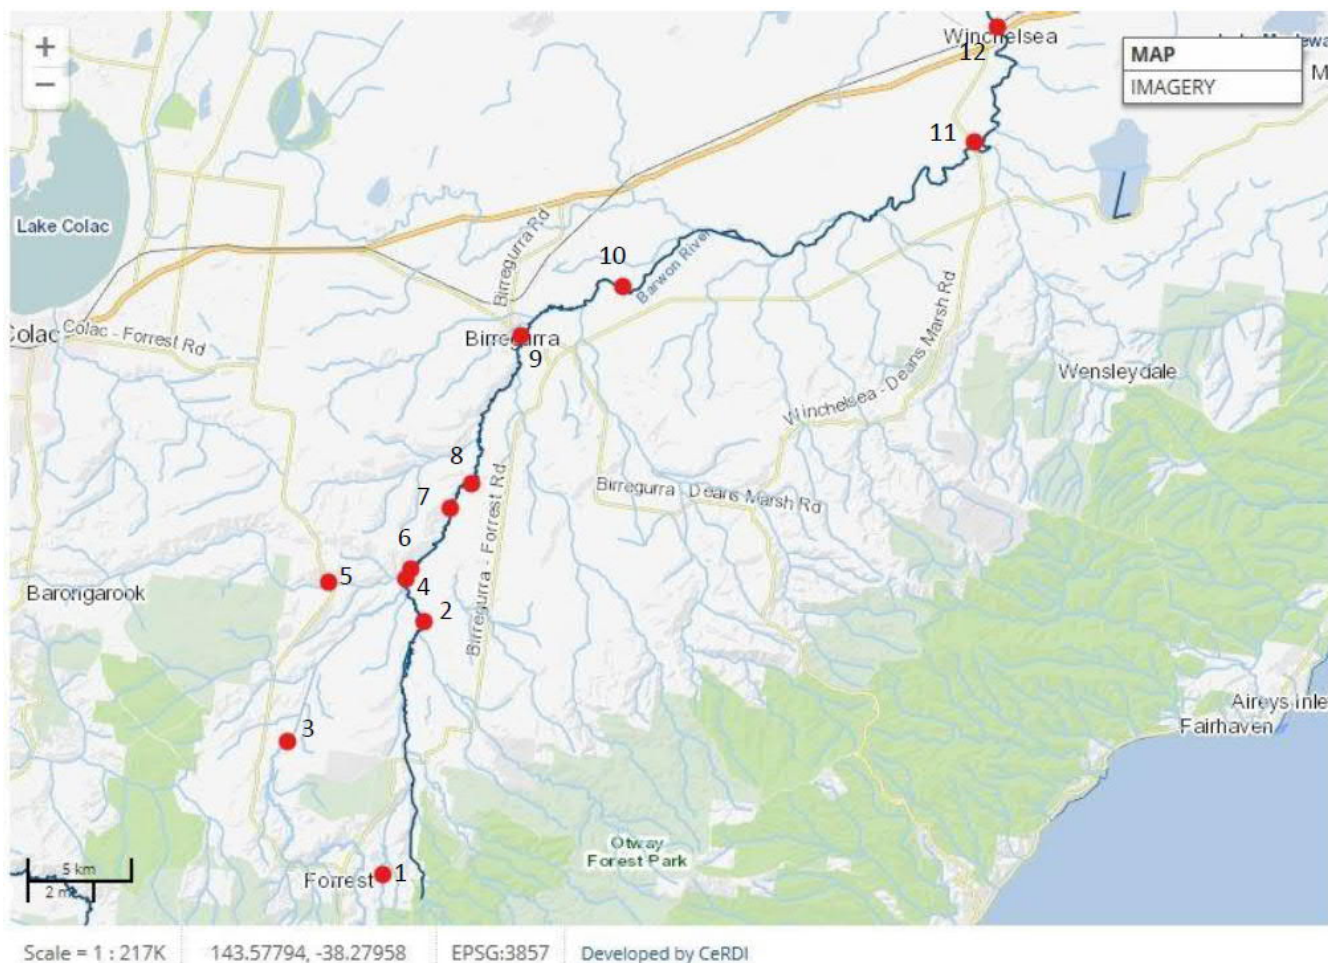 +
Winchelsea
12
MAP
M
−
IMAGERY
11
Lake Colac
Birregurra Rd
10
Barwon River
Colac
Colac - Forrest Rd
Birregurra
9
Winchelsea - Deans Marsh Rd
Wensleydale
8
7
Birregurra - Forrest Rd
Birregurra - Deans Marsh Rd
6
5
4
Barongarook
2
3
Aireys Inle
Fairhaven
Otway
Forest Park
5 km
2 m
Forrest
1
Scale = 1 : 217K
143.57794, -38.27958
EPSG:3857
Developed by CeRDI